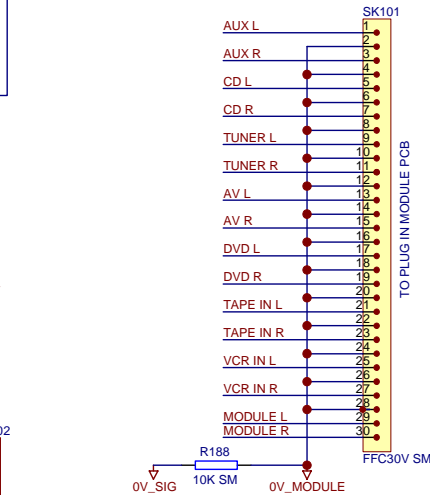 SK101
AUX L 1
2
AUX R 3
4
CD L 5
6
CD R 7
8
TUNER L 9
10
TUNER R 11
12
AV L 13
14
AV R 15
16
DVD L 17
18
DVD R 19
20
TAPE IN L 21
22
TAPE IN R 23
24
VCR IN L 25
26
VCR IN R 27
28
MODULE L 29
MODULE R 30
TO PLUG IN MODULE PCB
FFC30V SM
R188
10K SM
0V_SIG
0V_MODULE
02